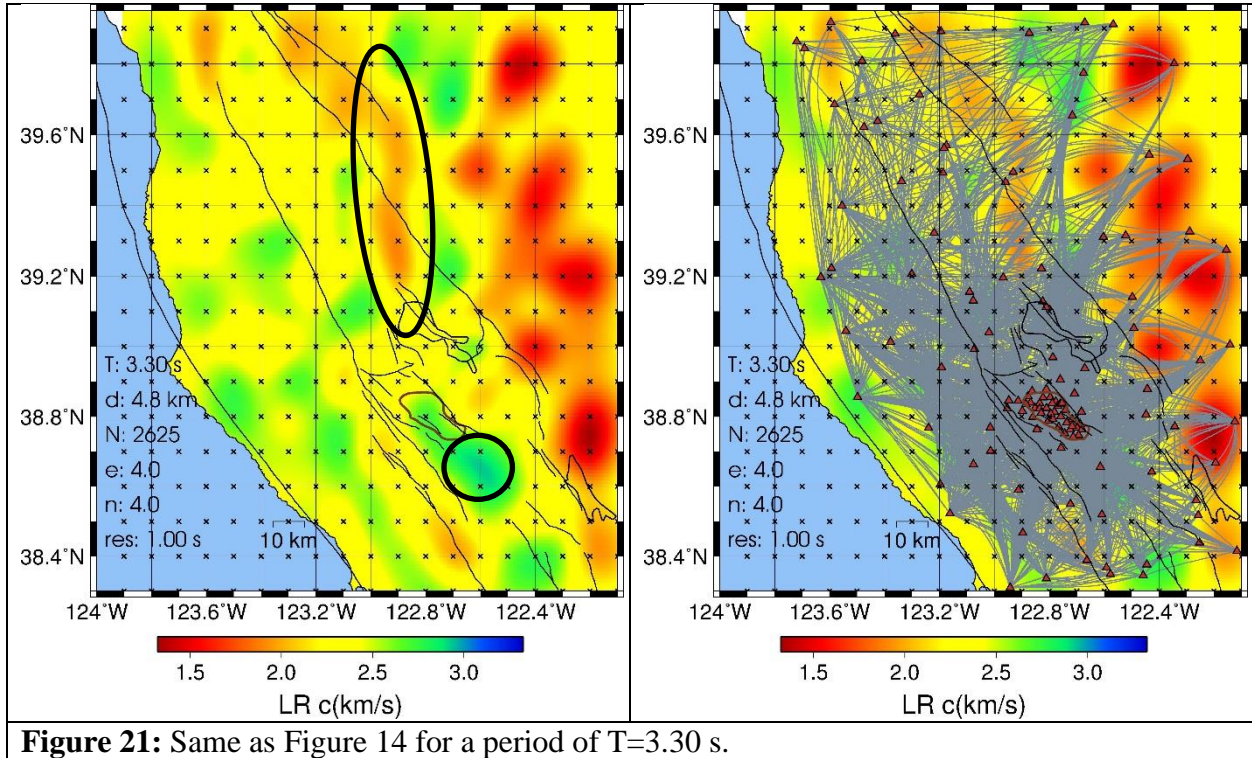 39.6°N
39.2°N
38.8°N
38.4°N
T: 3.30 s
d: 4.8 km
N: 2625
e: 4.0
n: 4.0
res: 1.00 s
10 km
124°W 123.6°W 123.2°W 122.8°W 122.4°W
1.5 2.0 2.5 3.0
LR c(km/s)
39.6°N
39.2°N
38.8°N
38.4°N
T: 3.30 s
d: 4.8 km
N: 2625
e: 4.0
n: 4.0
res: 1.00 s
10 km
124°W 123.6°W 123.2°W 122.8°W 122.4°W
1.5 2.0 2.5 3.0
LR c(km/s)
Figure 21: Same as Figure 14 for a period of T=3.30 s.